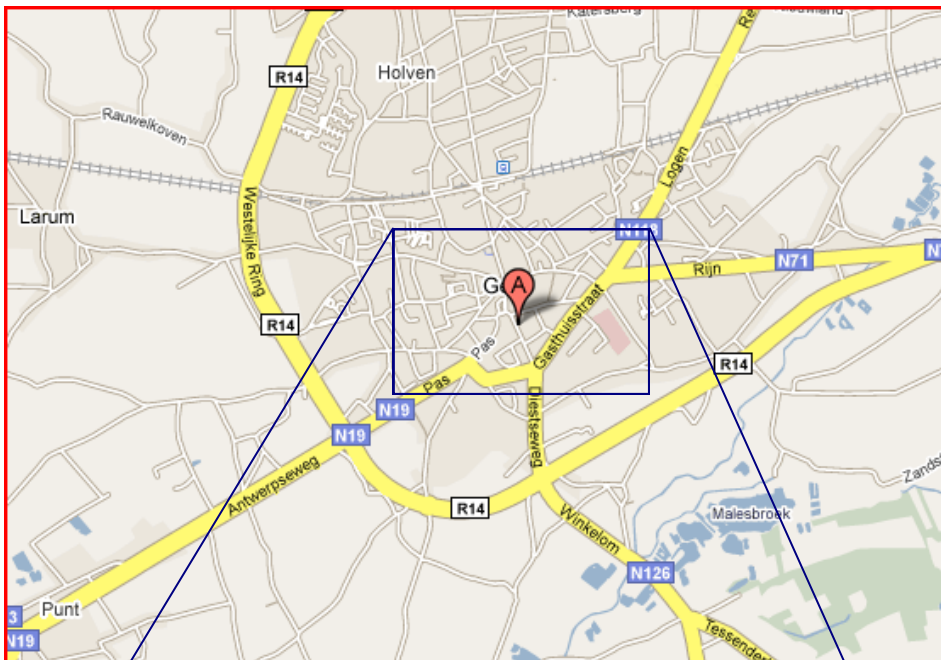 Katersberg
R14
Holven
Rauwelkoven
Logen
Larum
Westelijke Ring
Rijn
N71
A
R14
Gasthuisstraat
Pas
R14
Pas
N19
Diestseweg
N19
Antwerpseweg
R14
Winkelom
Malesbroek
N126
Punt
N19